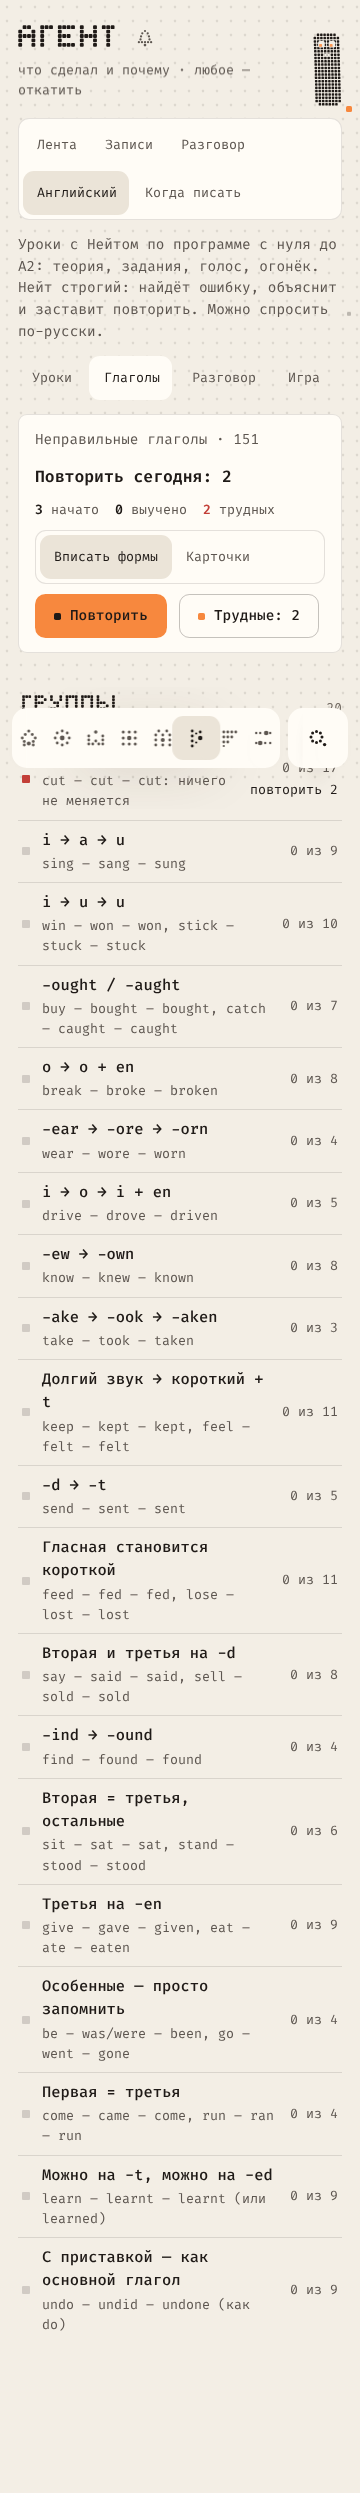 АГЕНТ
что сделал и почему · любое —
откатить
Лента Записи Разговор
Английский Когда писать
Уроки с Нейтом по программе с нуля до
A2: теория, задания, голос, огонёк.
Нейт строгий: найдёт ошибку, объяснит
и заставит повторить. Можно спросить
по-русски.
Уроки Глаголы Разговор Игра
Неправильные глаголы · 151
Повторить сегодня: 2
3 начато 0 выучено 2 трудных
Вписать формы Карточки
Повторить Трудные: 2
ГРУППЫ 20
0 из 17
cut — cut — cut: ничего
не меняется
повторить 2
i → a → u
sing — sang — sung
0 из 9
i → u → u
win — won — won, stick —
stuck — stuck
0 из 10
-ought / -aught
buy — bought — bought, catch
— caught — caught
0 из 7
o → o + en
break — broke — broken
0 из 8
-ear → -ore → -orn
wear — wore — worn
0 из 4
i → o → i + en
drive — drove — driven
0 из 5
-ew → -own
know — knew — known
0 из 8
-ake → -ook → -aken
take — took — taken
0 из 3
Долгий звук → короткий +
t
keep — kept — kept, feel —
felt — felt
0 из 11
-d → -t
send — sent — sent
0 из 5
Гласная становится
короткой
feed — fed — fed, lose —
lost — lost
0 из 11
Вторая и третья на -d
say — said — said, sell —
sold — sold
0 из 8
-ind → -ound
find — found — found
0 из 4
Вторая = третья,
остальные
sit — sat — sat, stand —
stood — stood
0 из 6
Третья на -en
give — gave — given, eat —
ate — eaten
0 из 9
Особенные — просто
запомнить
be — was/were — been, go —
went — gone
0 из 4
Первая = третья
come — came — come, run — ran
— run
0 из 4
Можно на -t, можно на -ed
learn — learnt — learnt (или
learned)
0 из 9
С приставкой — как
основной глагол
undo — undid — undone (как
do)
0 из 9